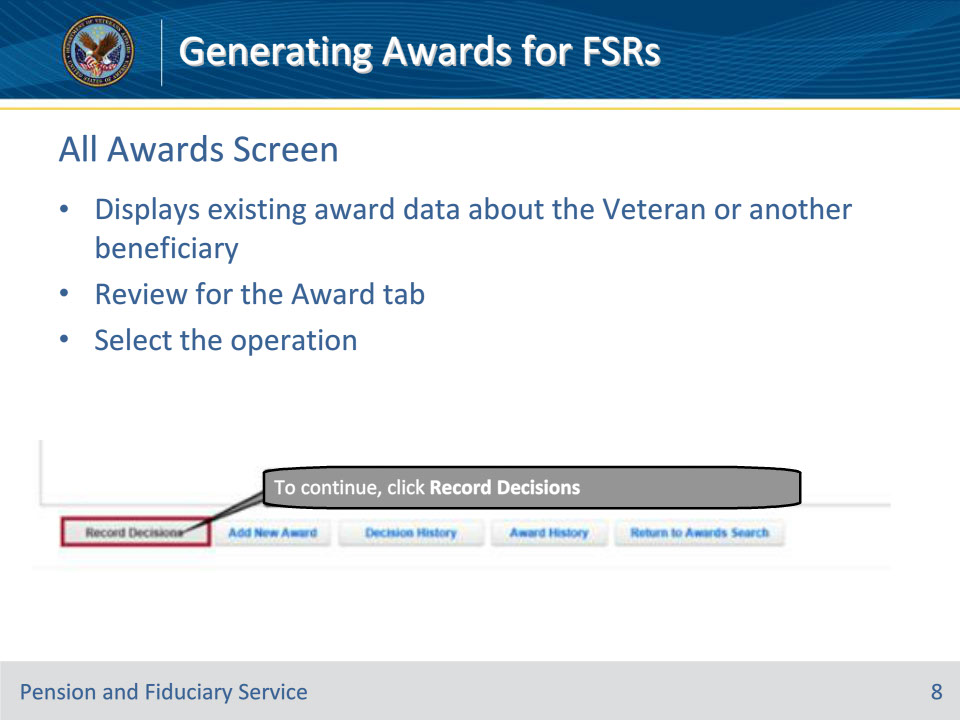 Generating Awards for FSRs
All Awards Screen
• Displays existing award data about the Veteran or another
beneficiary
• Review for the Award tab
• Select the operation
To continue, click Record Decisions
Record Decisions Add New Award Decision History Award History Return to Awards Search
Pension and Fiduciary Service 8